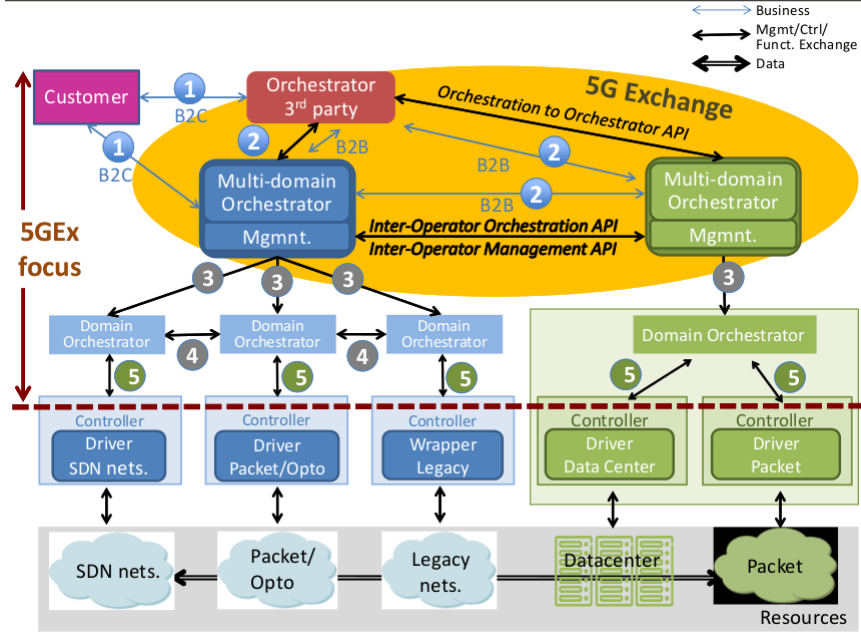 Business
Mgmt/Ctrl/
Funct. Exchange
Data
Customer
1
B2C
Orchestrator
3rd party
5G Exchange
Orchestration to Orchestrator API
1
B2C
2
B2B
2
B2B
2
B2B
Multi-domain
Orchestrator
Mgmnt.
Inter-Operator Orchestration API
Inter-Operator Management API
Multi-domain
Orchestrator
Mgmnt.
5GEx
focus
3
3
3
3
Domain
Orchestrator
4
Domain
Orchestrator
4
Domain
Orchestrator
Domain Orchestrator
5
5
5
5
5
Controller
Driver
SDN nets.
Controller
Driver
Packet/Opto
Controller
Wrapper
Legacy
Controller
Driver
Data Center
Controller
Driver
Packet
SDN nets.
Packet/
Opto
Legacy
nets.
Datacenter
Packet
Resources